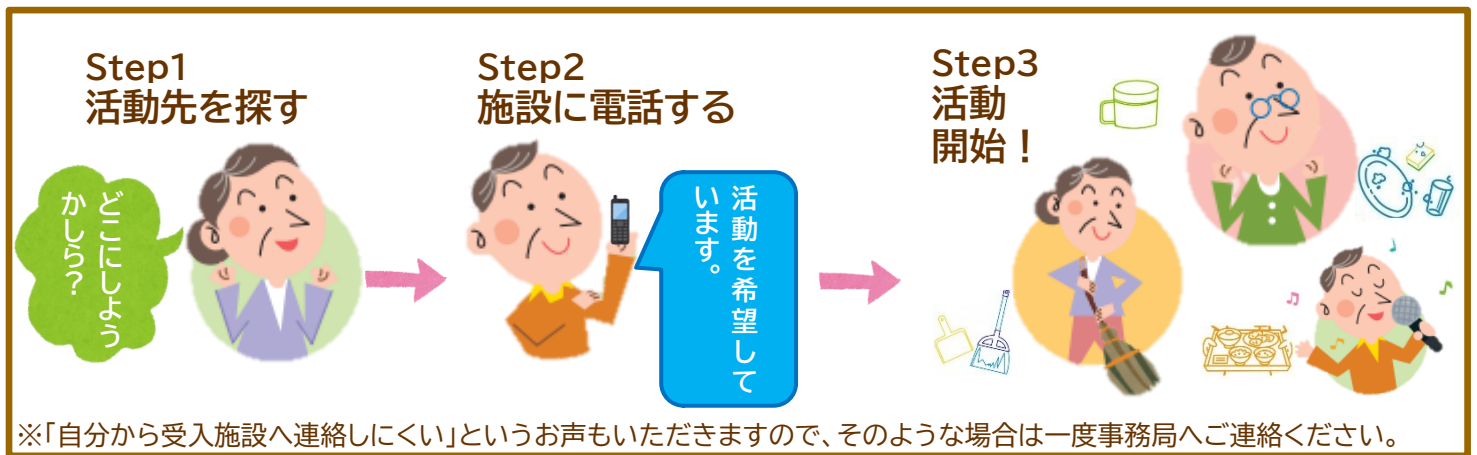 Step1
活動先を探す
どこにしよう
かしら？
Step2
施設に電話する
活動を希望して
います。
Step3
活動
開始！
※「自分から受入施設へ連絡しにくい」というお声もいただきますので、そのような場合は一度事務局へご連絡ください。